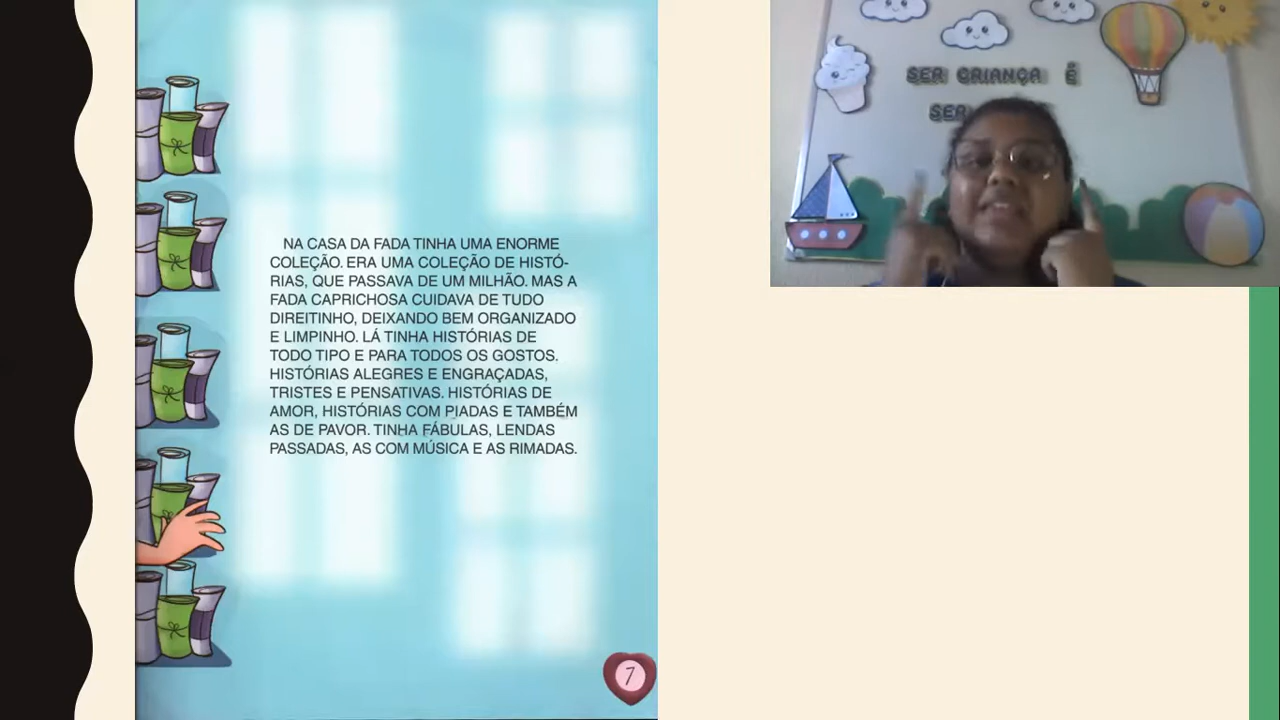 SER CRIANÇA É
SER
NA CASA DA FADA TINHA UMA ENORME
COLEÇÃO. ERA UMA COLEÇÃO DE HISTÓ-
RIAS, QUE PASSAVA DE UM MILHÃO. MAS A
FADA CAPRICHOSA CUIDAVA DE TUDO
DIREITINHO, DEIXANDO BEM ORGANIZADO
E LIMPINHO. LÁ TINHA HISTÓRIAS DE
TODO TIPO E PARA TODOS OS GOSTOS.
HISTÓRIAS ALEGRES E ENGRAÇADAS,
TRISTES E PENSATIVAS. HISTÓRIAS DE
AMOR, HISTÓRIAS COM PIADAS E TAMBÉM
AS DE PAVOR. TINHA FÁBULAS, LENDAS
PASSADAS, AS COM MÚSICA E AS RIMADAS.
7